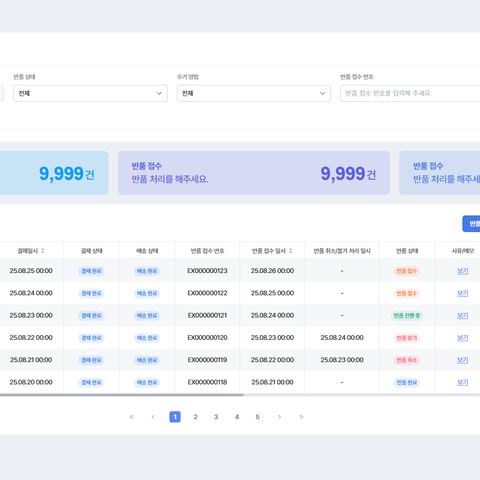 반품 상태
수거 방법
반품 접수 번호
전체
전체
반품 접수 번호를 입력해 주세요.
9,999건
반품 접수
반품 처리를 해주세요.
9,999건
반품 접수
반품 처리를 해주세
반품
결제일시
결제 상태
배송 상태
반품 접수 번호
반품 접수 일시
반품 취소/불가 처리 일시
반품 상태
사유/메모
25.08.25 00:00 결제 완료 배송 완료 EX000000123 25.08.26 00:00 - 반품 접수 보기
25.08.24 00:00 결제 완료 배송 완료 EX000000122 25.08.25 00:00 - 반품 접수 보기
25.08.23 00:00 결제 완료 배송 완료 EX000000121 25.08.24 00:00 - 반품 진행 중 보기
25.08.22 00:00 결제 완료 배송 완료 EX000000120 25.08.23 00:00 25.08.24 00:00 반품 불가 보기
25.08.21 00:00 결제 완료 배송 완료 EX000000119 25.08.22 00:00 25.08.23 00:00 반품 취소 보기
25.08.20 00:00 결제 완료 배송 완료 EX000000118 25.08.21 00:00 - 반품 완료 보기
« ‹ 1 2 3 4 5 › »